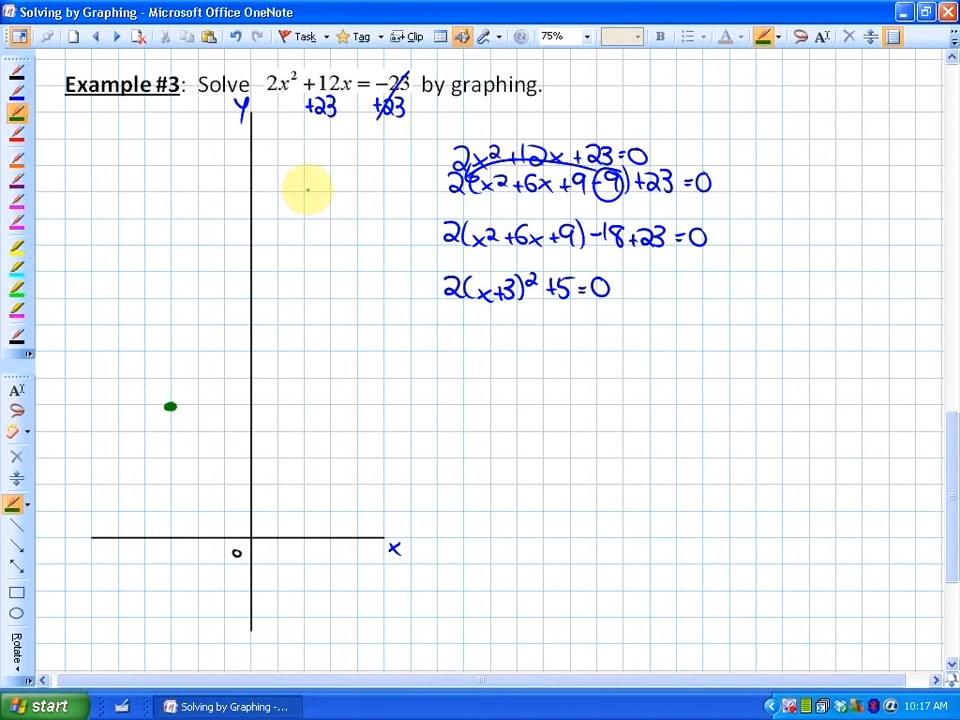 Solving by Graphing - Microsoft Office OneNote
Task Tag Clip 75% B A A
Example #3: Solve 2x² + 12x = −23 by graphing.
+23 +23
y
2x² + 12x + 23 = 0
2(x² + 6x + 9 − 9) + 23 = 0
2(x² + 6x + 9) − 18 + 23 = 0
2(x + 3)² + 5 = 0
x
0
A
Rotate
start Solving by Graphing -... 10:17 AM